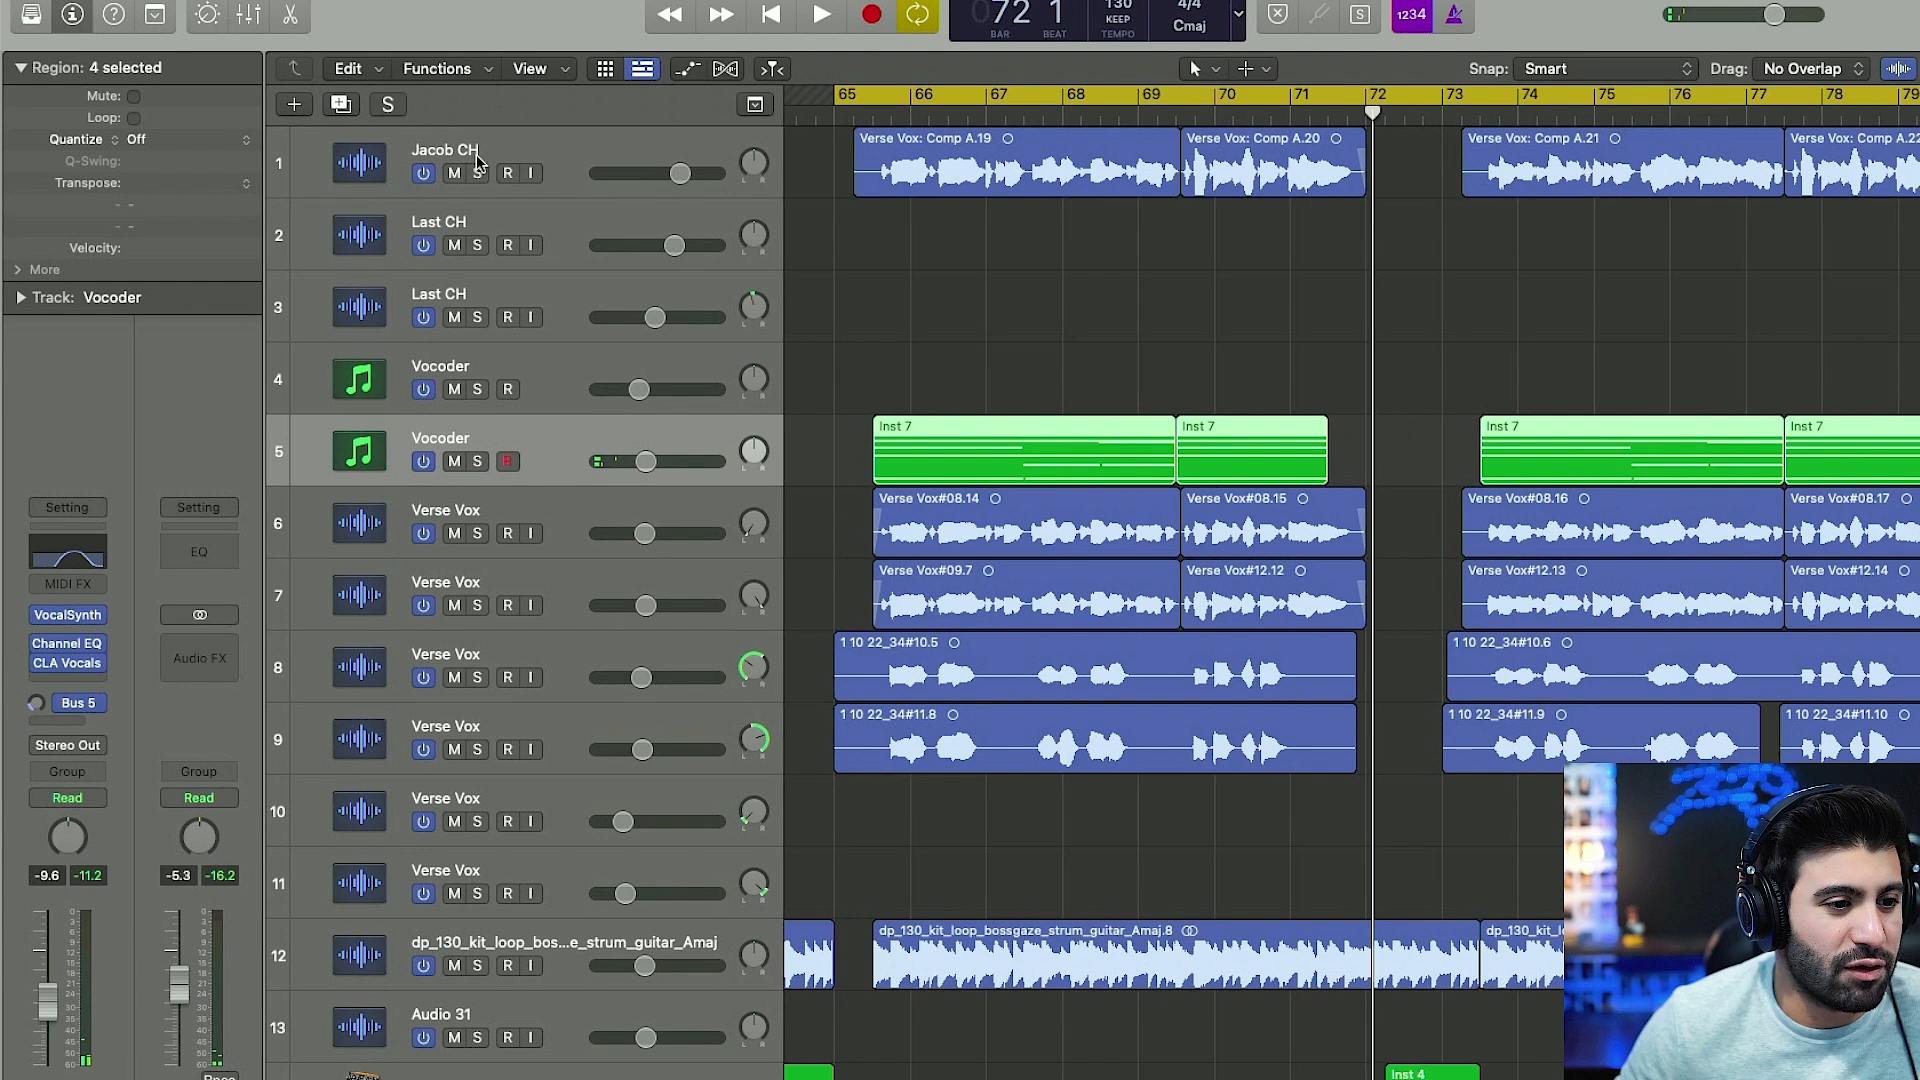 072 1
130
4/4
KEEP
Cmaj
BAR
BEAT
TEMPO
S
1234
Region: 4 selected
Edit
Functions
View
Snap: Smart
Drag: No Overlap
Mute:
Loop:
Quantize Off
Q-Swing:
Transpose:
- -
- -
Velocity:
More
Track: Vocoder
S
65 66 67 68 69 70 71 72 73 74 75 76 77 78 79
1
Jacob CH
M S R I
L R
Verse Vox: Comp A.19
Verse Vox: Comp A.20
Verse Vox: Comp A.21
Verse Vox: Comp A.22
2
Last CH
M S R I
L R
3
Last CH
M S R I
L R
4
Vocoder
M S R
L R
5
Vocoder
M S R
L R
Inst 7
Inst 7
Inst 7
Inst 7
6
Verse Vox
M S R I
L R
Verse Vox#08.14
Verse Vox#08.15
Verse Vox#08.16
Verse Vox#08.17
7
Verse Vox
M S R I
L R
Verse Vox#09.7
Verse Vox#12.12
Verse Vox#12.13
Verse Vox#12.14
8
Verse Vox
M S R I
L R
1 10 22_34#10.5
1 10 22_34#10.6
9
Verse Vox
M S R I
L R
1 10 22_34#11.8
1 10 22_34#11.9
1 10 22_34#11.10
10
Verse Vox
M S R I
L R
11
Verse Vox
M S R I
L R
12
dp_130_kit_loop_bos...e_strum_guitar_Amaj
M S R I
L R
dp_130_kit_loop_bossgaze_strum_guitar_Amaj.8
dp_130_kit_l
13
Audio 31
M S R I
L R
Inst 4
Setting
Setting
EQ
MIDI FX
VocalSynth
Channel EQ
CLA Vocals
Audio FX
Bus 5
Stereo Out
Group
Group
Read
Read
-9.6 -11.2
-5.3 -16.2